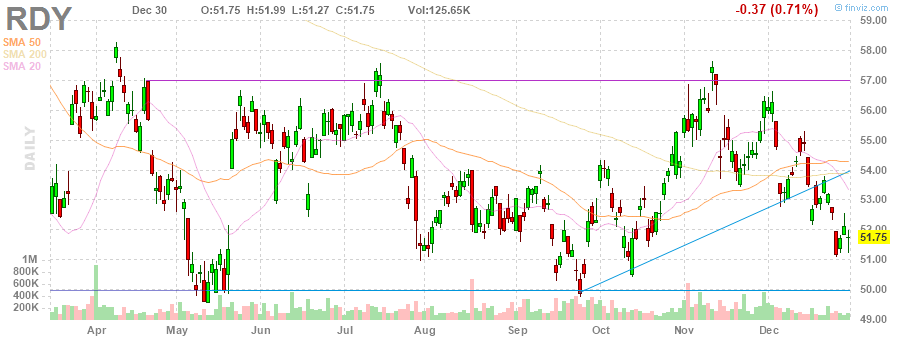 RDY Dec 30 O:51.75 H:51.99 L:51.27 C:51.75 Vol:125.65K -0.37 (0.71%) © finviz.com
SMA 50
SMA 200
SMA 20
DAILY
59.00
58.00
57.00
56.00
55.00
54.00
53.00
52.00
51.75
51.00
50.00
49.00
1M
800K
600K
400K
200K
Apr May Jun Jul Aug Sep Oct Nov Dec